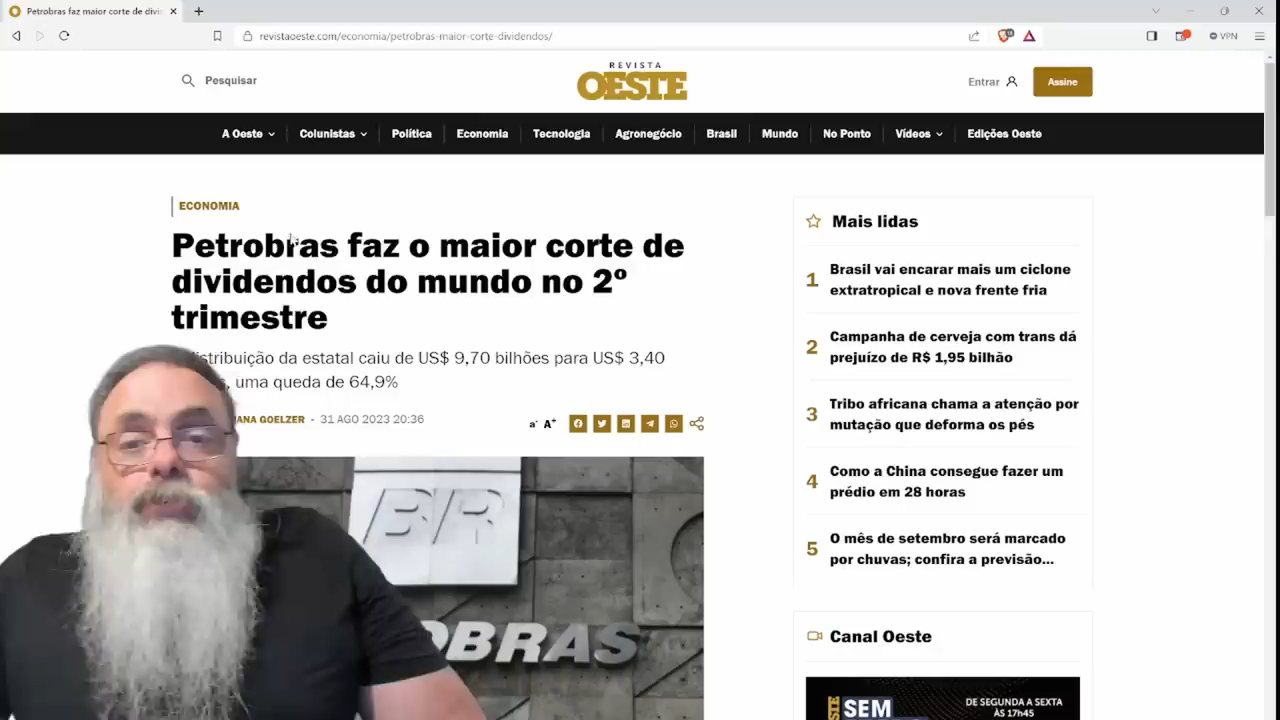 Petrobras faz maior corte de divi
revistaoeste.com/economia/petrobras-maior-corte-dividendos/
VPN
Pesquisar
REVISTA
OESTE
Entrar
Assine
A Oeste
Colunistas
Política
Economia
Tecnologia
Agronegócio
Brasil
Mundo
No Ponto
Vídeos
Edições Oeste
ECONOMIA
Petrobras faz o maior corte de
dividendos do mundo no 2º
trimestre
istribuição da estatal caiu de US$ 9,70 bilhões para US$ 3,40
, uma queda de 64,9%
ANA GOELZER - 31 AGO 2023 20:36
a- A+
BR
OBRAS
Mais lidas
1 Brasil vai encarar mais um ciclone
extratropical e nova frente fria
2 Campanha de cerveja com trans dá
prejuízo de R$ 1,95 bilhão
3 Tribo africana chama a atenção por
mutação que deforma os pés
4 Como a China consegue fazer um
prédio em 28 horas
5 O mês de setembro será marcado
por chuvas; confira a previsão...
Canal Oeste
OESTE
SEM
DE SEGUNDA A SEXTA
ÀS 17h45